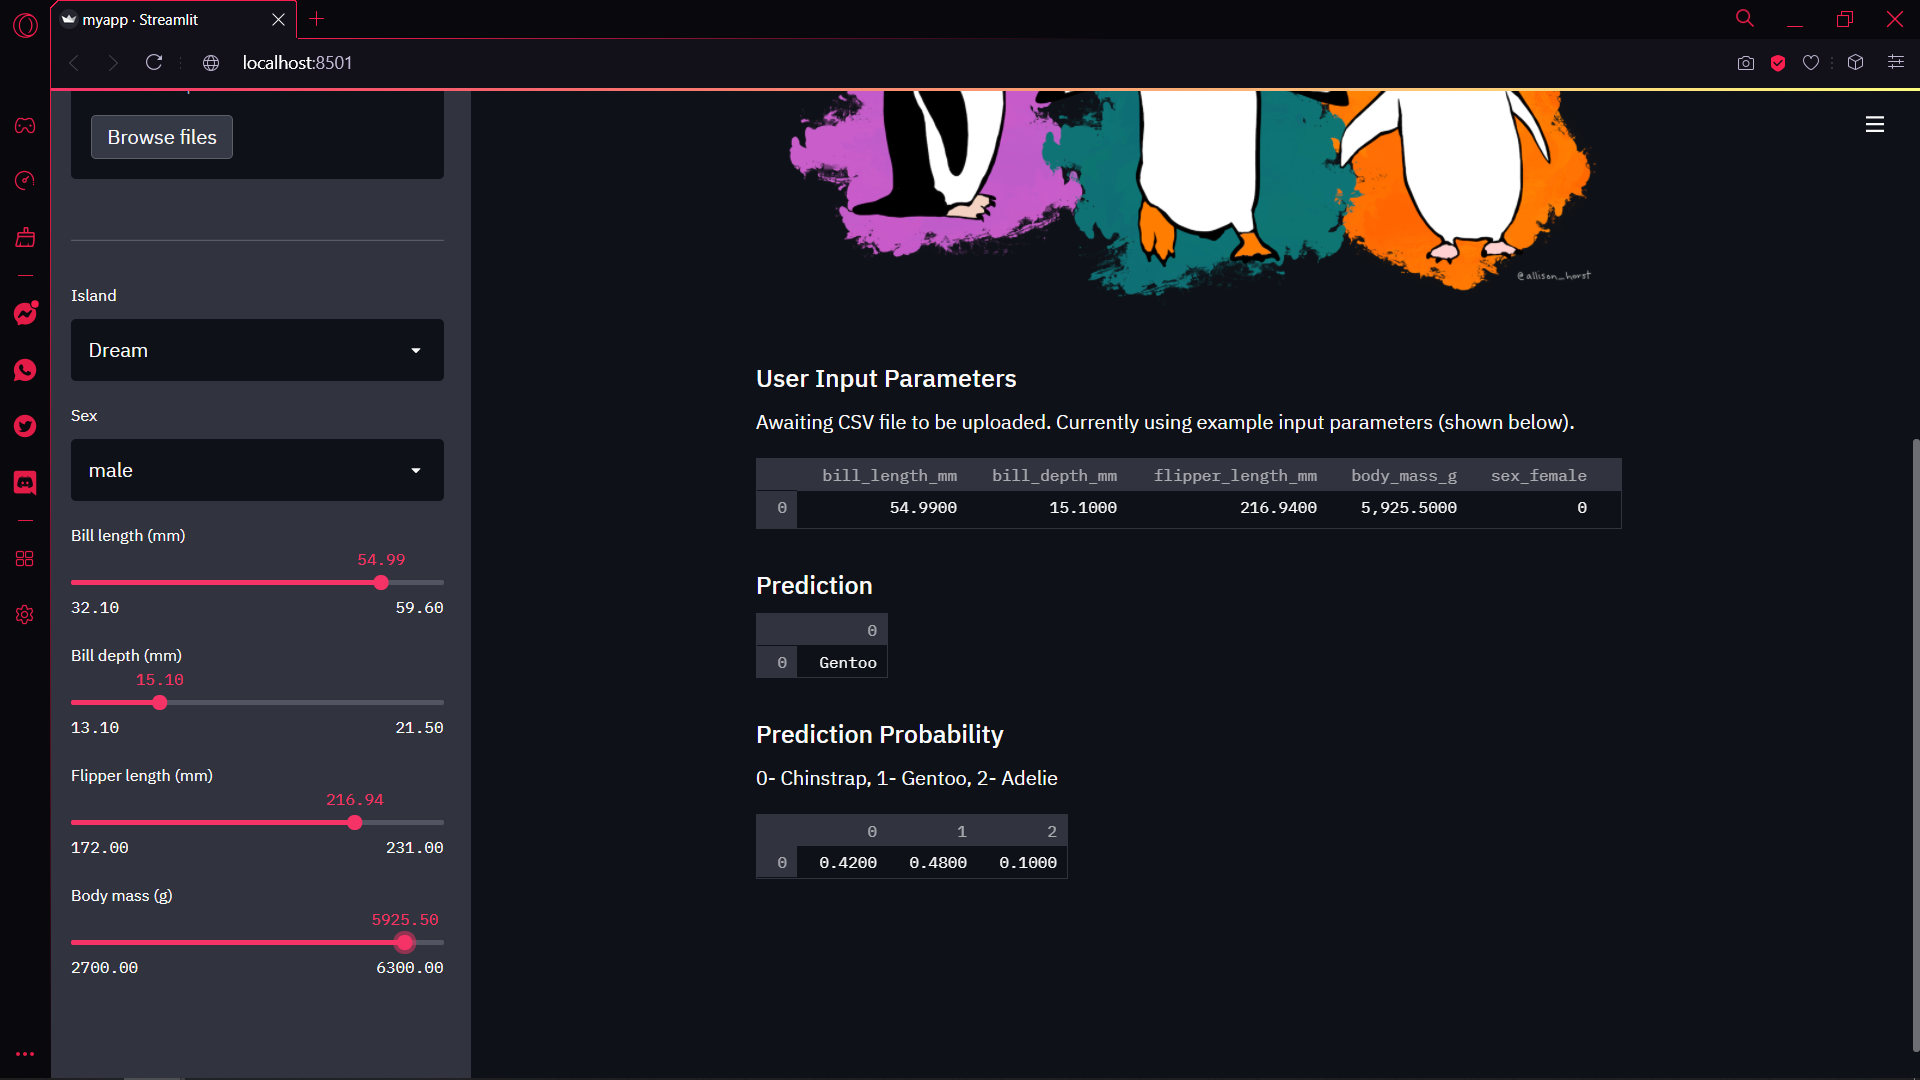 myapp · Streamlit
localhost:8501
Browse files
Island
Dream
Sex
male
Bill length (mm)
54.99
32.10 59.60
Bill depth (mm)
15.10
13.10 21.50
Flipper length (mm)
216.94
172.00 231.00
Body mass (g)
5925.50
2700.00 6300.00
@allison_horst
User Input Parameters
Awaiting CSV file to be uploaded. Currently using example input parameters (shown below).
bill_length_mm bill_depth_mm flipper_length_mm body_mass_g sex_female
0 54.9900 15.1000 216.9400 5,925.5000 0
Prediction
0
0 Gentoo
Prediction Probability
0- Chinstrap, 1- Gentoo, 2- Adelie
0 1 2
0 0.4200 0.4800 0.1000